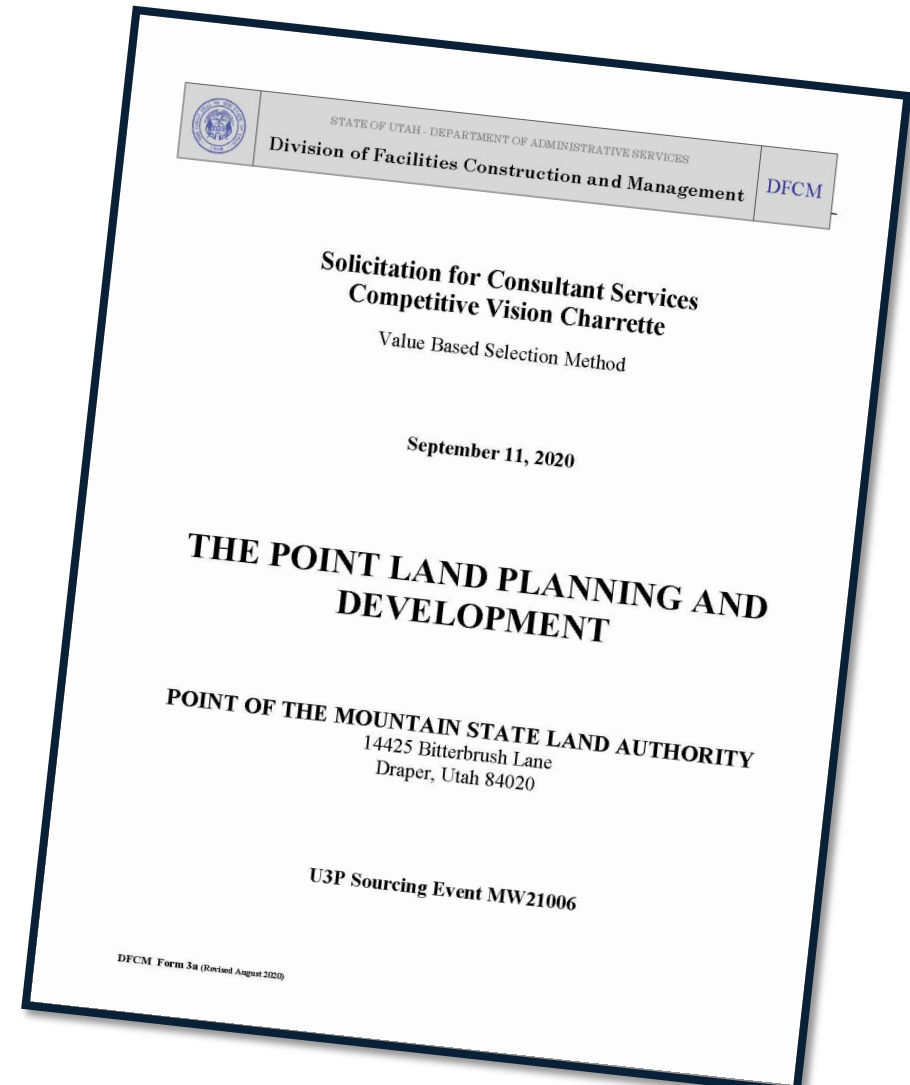 STATE OF UTAH - DEPARTMENT OF ADMINISTRATIVE SERVICES
Division of Facilities Construction and Management
DFCM
Solicitation for Consultant Services
Competitive Vision Charrette
Value Based Selection Method
September 11, 2020
THE POINT LAND PLANNING AND
DEVELOPMENT
POINT OF THE MOUNTAIN STATE LAND AUTHORITY
14425 Bitterbrush Lane
Draper, Utah 84020
U3P Sourcing Event MW21006
DFCM Form 3a (Revised August 2020)